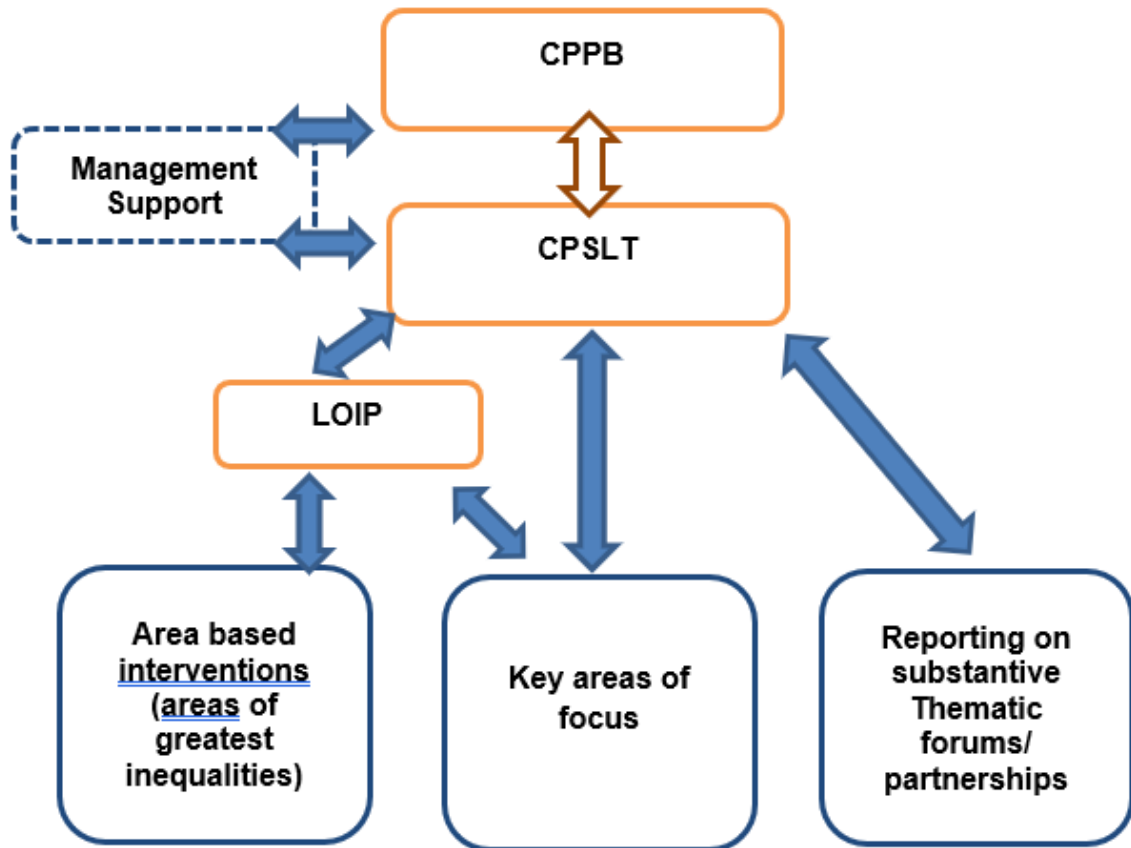 CPPB
Management
Support
CPSLT
LOIP
Area based
interventions
(areas of
greatest
inequalities)
Key areas of
focus
Reporting on
substantive
Thematic
forums/
partnerships